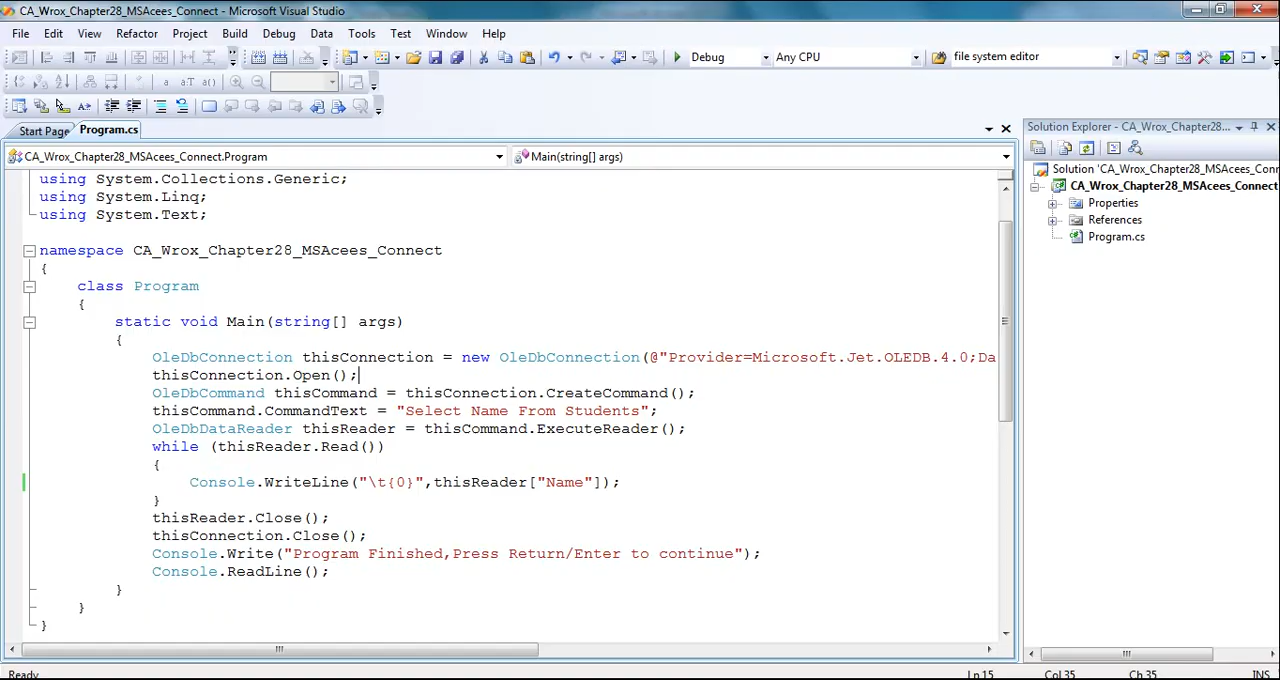 CA_Wrox_Chapter28_MSAcees_Connect - Microsoft Visual Studio
File Edit View Refactor Project Build Debug Data Tools Test Window Help
Debug Any CPU file system editor
Start Page Program.cs
CA_Wrox_Chapter28_MSAcees_Connect.Program Main(string[] args)
using System.Collections.Generic;
using System.Linq;
using System.Text;
namespace CA_Wrox_Chapter28_MSAcees_Connect
{
class Program
{
static void Main(string[] args)
{
OleDbConnection thisConnection = new OleDbConnection(@"Provider=Microsoft.Jet.OLEDB.4.0;Da
thisConnection.Open();
OleDbCommand thisCommand = thisConnection.CreateCommand();
thisCommand.CommandText = "Select Name From Students";
OleDbDataReader thisReader = thisCommand.ExecuteReader();
while (thisReader.Read())
{
Console.WriteLine("\t{0}",thisReader["Name"]);
}
thisReader.Close();
thisConnection.Close();
Console.Write("Program Finished,Press Return/Enter to continue");
Console.ReadLine();
}
}
}
Solution Explorer - CA_Wrox_Chapter28...
Solution 'CA_Wrox_Chapter28_MSAcees_Conn
CA_Wrox_Chapter28_MSAcees_Connect
Properties
References
Program.cs
Ready Ln 15 Col 35 Ch 35 INS